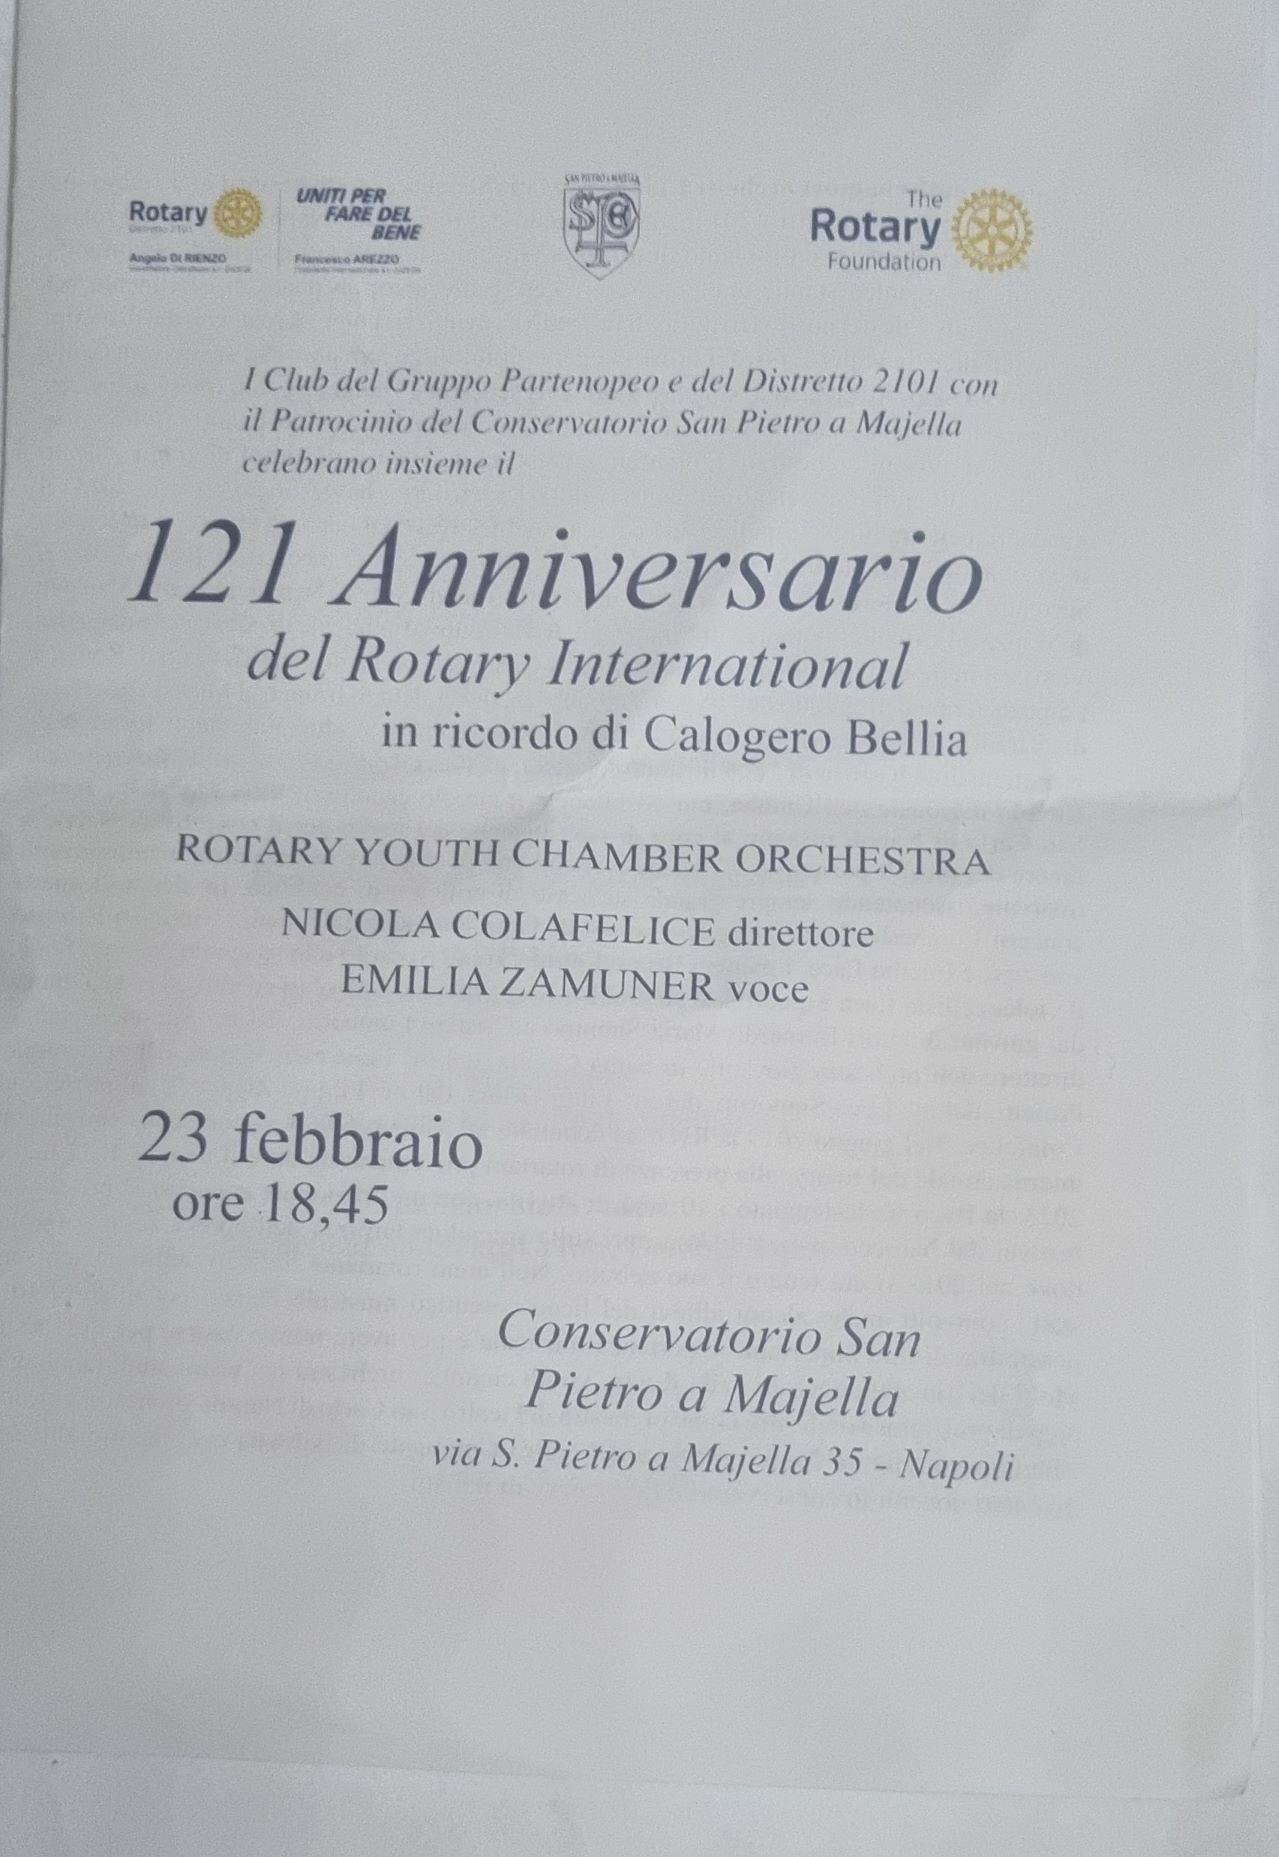 Rotary
Distretto 2101
Angelo DI RIENZO
UNITI PER
FARE DEL
BENE
Francesco AREZZO
SAN PIETRO A MAJELLA
The
Rotary
Foundation
I Club del Gruppo Partenopeo e del Distretto 2101 con
il Patrocinio del Conservatorio San Pietro a Majella
celebrano insieme il
121 Anniversario
del Rotary International
in ricordo di Calogero Bellia
ROTARY YOUTH CHAMBER ORCHESTRA
NICOLA COLAFELICE direttore
EMILIA ZAMUNER voce
23 febbraio
ore 18,45
Conservatorio San
Pietro a Majella
via S. Pietro a Majella 35 - Napoli